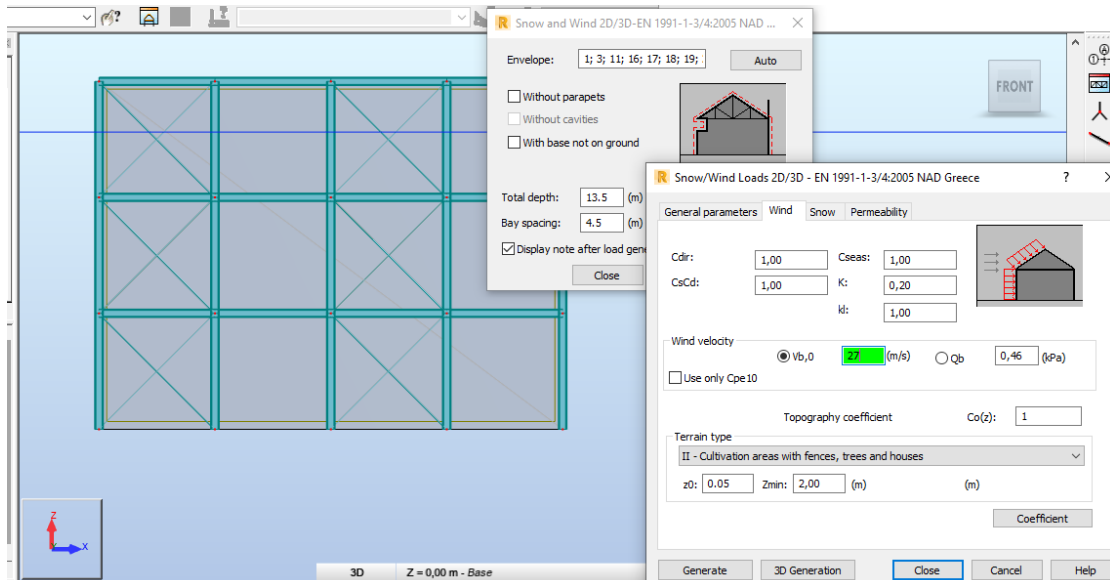 Snow and Wind 2D/3D-EN 1991-1-3/4:2005 NAD ...
Envelope: 1; 3; 11; 16; 17; 18; 19; Auto
Without parapets
Without cavities
With base not on ground
Total depth: 13.5 (m)
Bay spacing: 4.5 (m)
Display note after load gene
Close
FRONT
Snow/Wind Loads 2D/3D - EN 1991-1-3/4:2005 NAD Greece ?
General parameters Wind Snow Permeability
Cdir: 1,00 Cseas: 1,00
CsCd: 1,00 K: 0,20
kl: 1,00
Wind velocity
Vb,0 27 (m/s) Qb 0,46 (kPa)
Use only Cpe10
Topography coefficient Co(z): 1
Terrain type
II - Cultivation areas with fences, trees and houses
z0: 0.05 Zmin: 2,00 (m) (m)
Coefficient
Generate 3D Generation Close Cancel Help
Z
X
3D Z = 0,00 m - Base